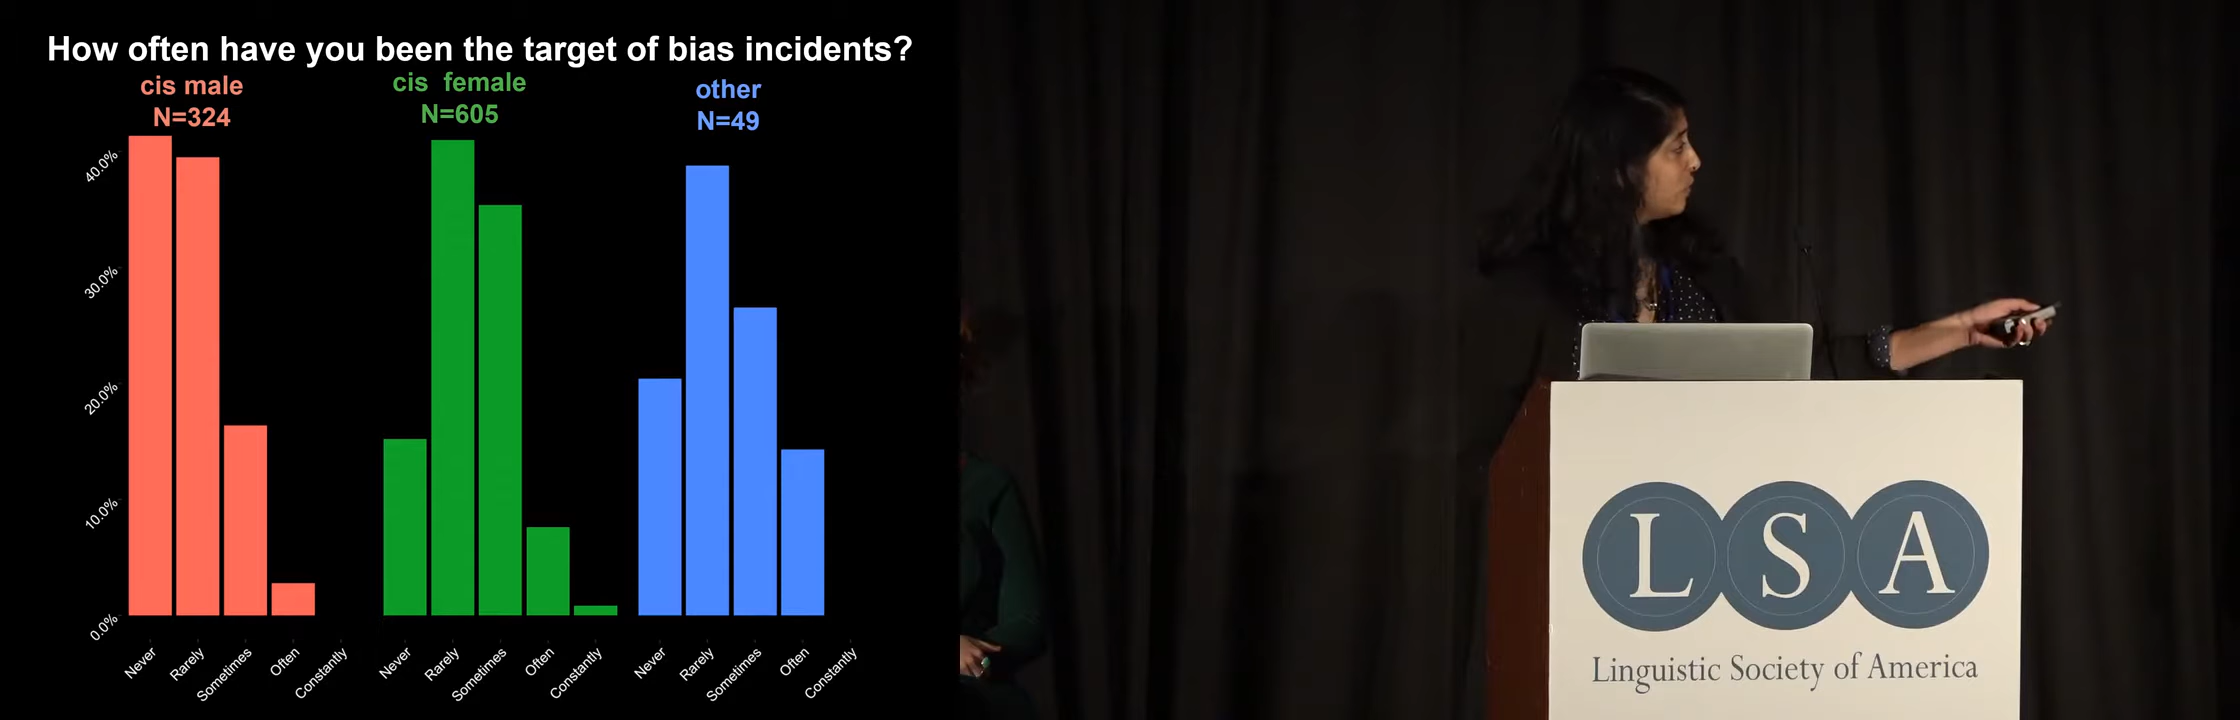 How often have you been the target of bias incidents?
cis male
N=324
cis female
N=605
other
N=49
40.0%
30.0%
20.0%
10.0%
0.0%
Never
Rarely
Sometimes
Often
Constantly
Never
Rarely
Sometimes
Often
Constantly
Never
Rarely
Sometimes
Often
Constantly
LSA
Linguistic Society of America